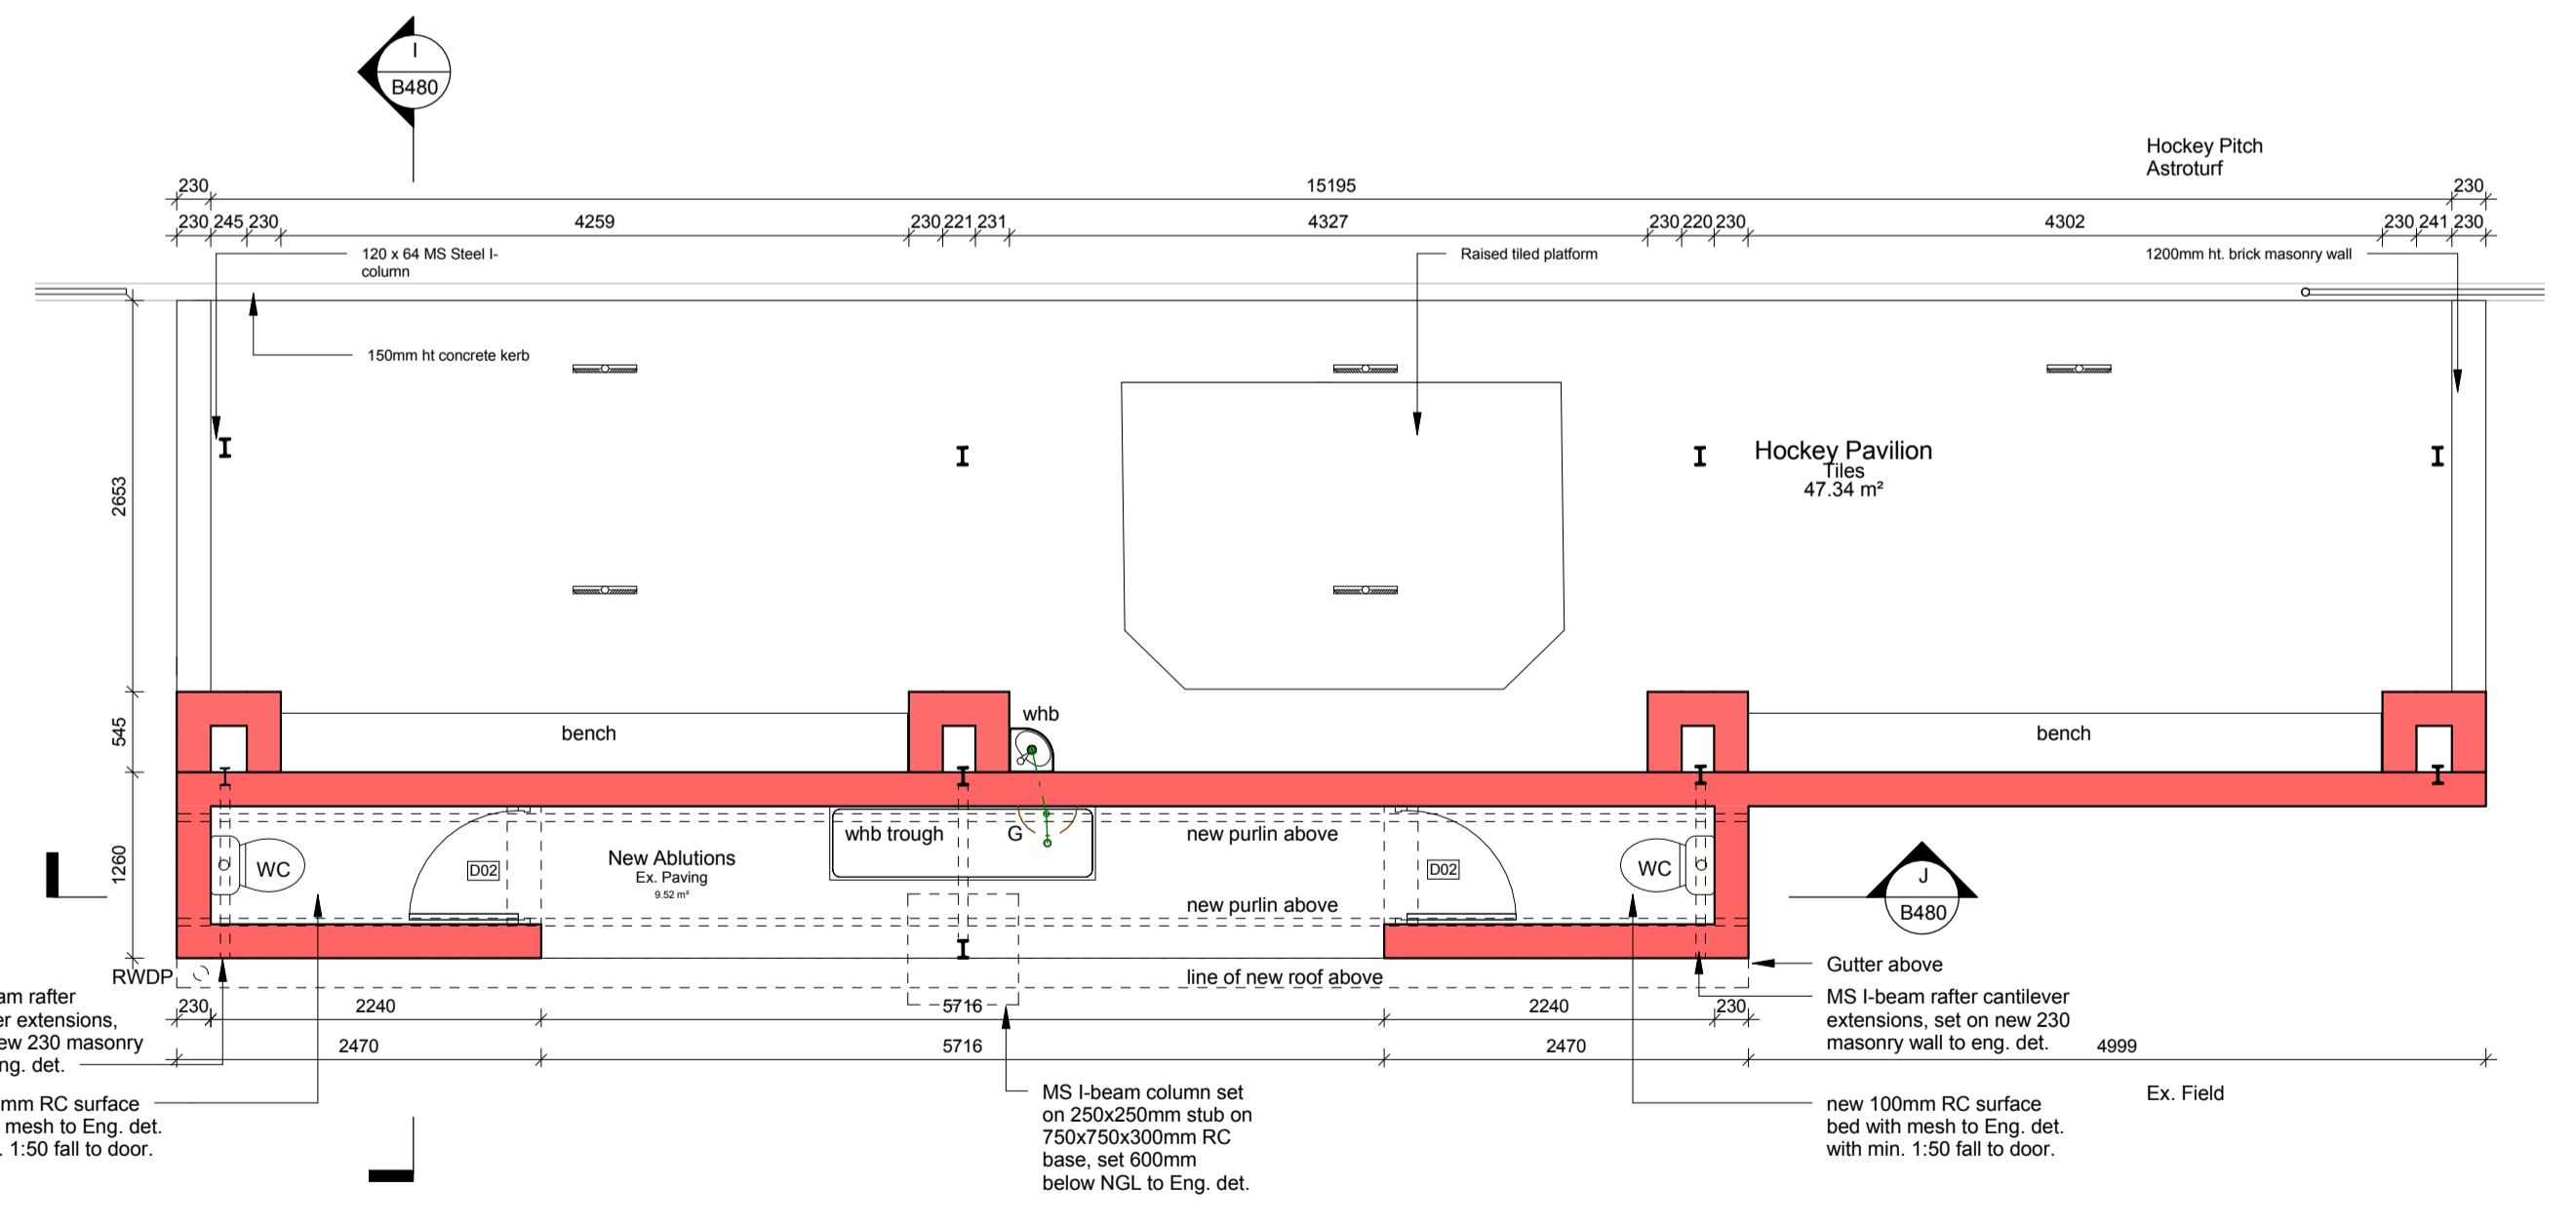 I
B480
Hockey Pitch
Astroturf
230
15195
230
230 245 230
4259
230 221 231
4327
230 220 230
4302
230 241 230
120 x 64 MS Steel I-
column
Raised tiled platform
1200mm ht. brick masonry wall
150mm ht concrete kerb
Hockey Pavilion
Tiles
47.34 m²
2653
545
1260
whb
bench
bench
whb trough
G
new purlin above
New Ablutions
Ex. Paving
9.52 m²
WC
D02
D02
WC
J
B480
new purlin above
RWDP
line of new roof above
Gutter above
rafter
extensions,
230 masonry
det.
230
2240
5716
2240
230
MS I-beam rafter cantilever
extensions, set on new 230
masonry wall to eng. det.
2470
5716
2470
4999
MS I-beam column set
on 250x250mm stub on
750x750x300mm RC
base, set 600mm
below NGL to Eng. det.
Ex. Field
mm RC surface
mesh to Eng. det.
1:50 fall to door.
new 100mm RC surface
bed with mesh to Eng. det.
with min. 1:50 fall to door.